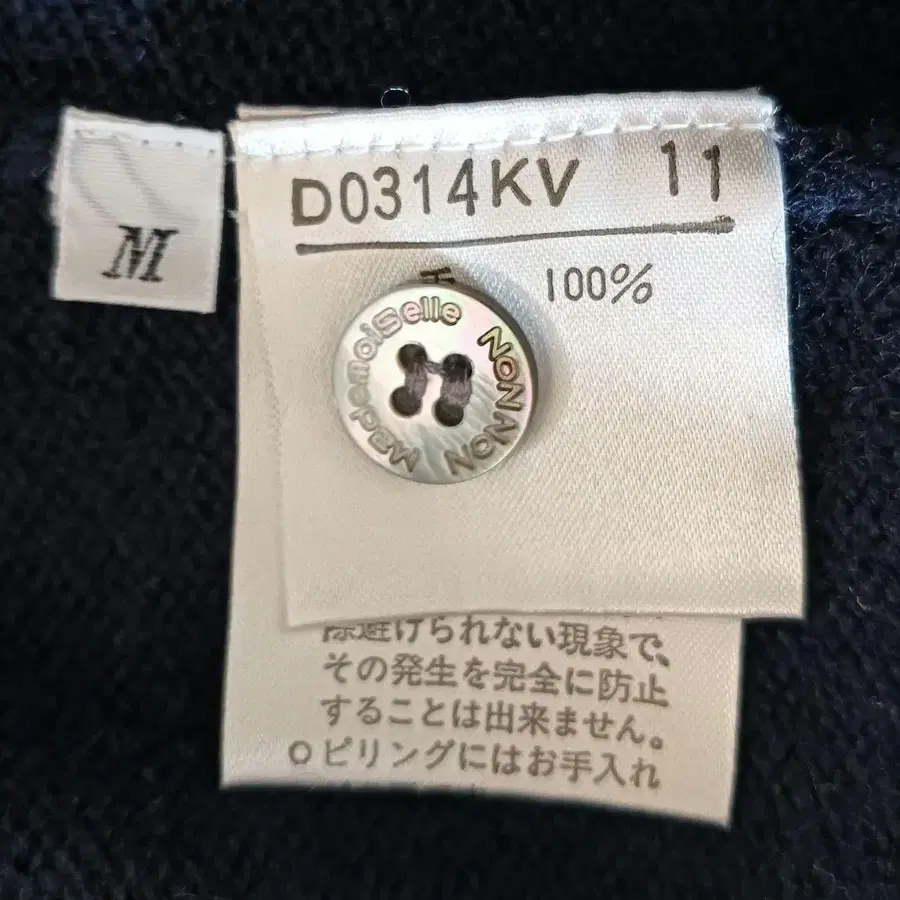 M
D0314KV 11
100%
Mademoiselle NONNON
際避けられない現象で、
その発生を完全に防止
することは出来ません。
○ピリングにはお手入れ